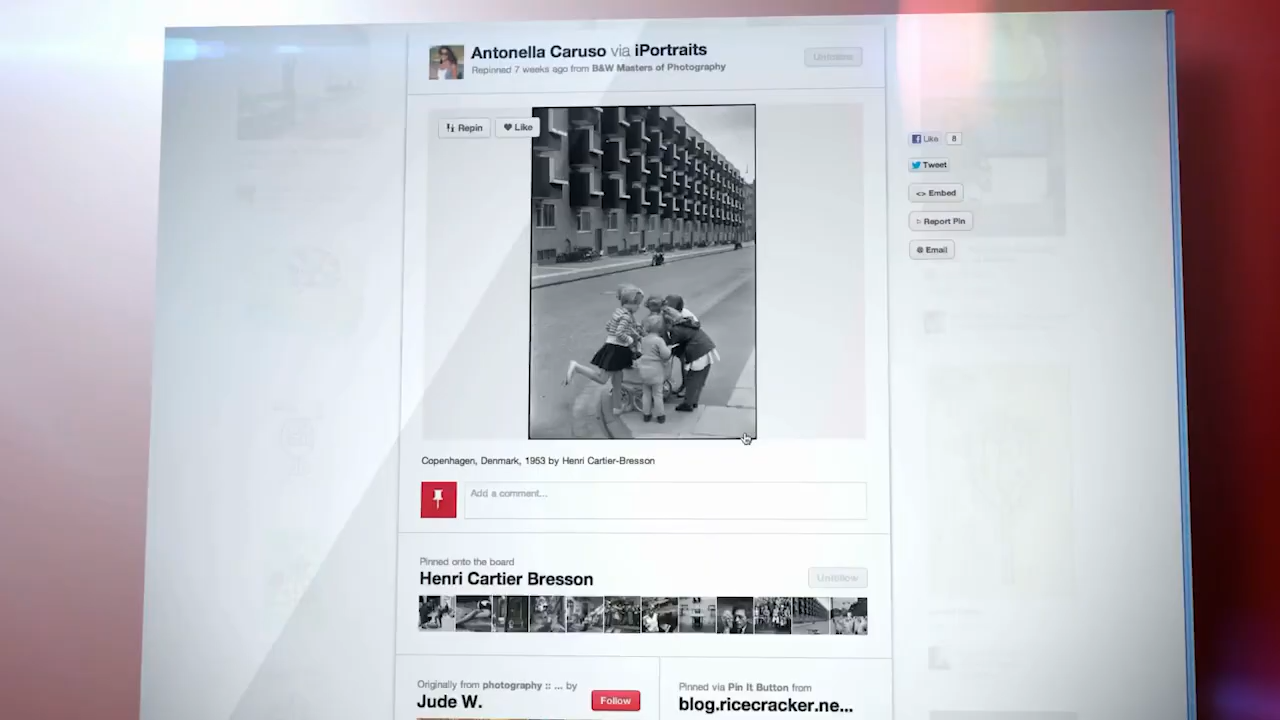 Antonella Caruso via iPortraits
Repinned 7 weeks ago from B&W Masters of Photography
Unfollow
Repin
Like
Like 8
Tweet
<> Embed
Report Pin
@ Email
Copenhagen, Denmark, 1953 by Henri Cartier-Bresson
Add a comment...
Pinned onto the board
Henri Cartier Bresson
Unfollow
Originally from photography :: ... by
Jude W.
Follow
Pinned via Pin It Button from
blog.ricecracker.ne...